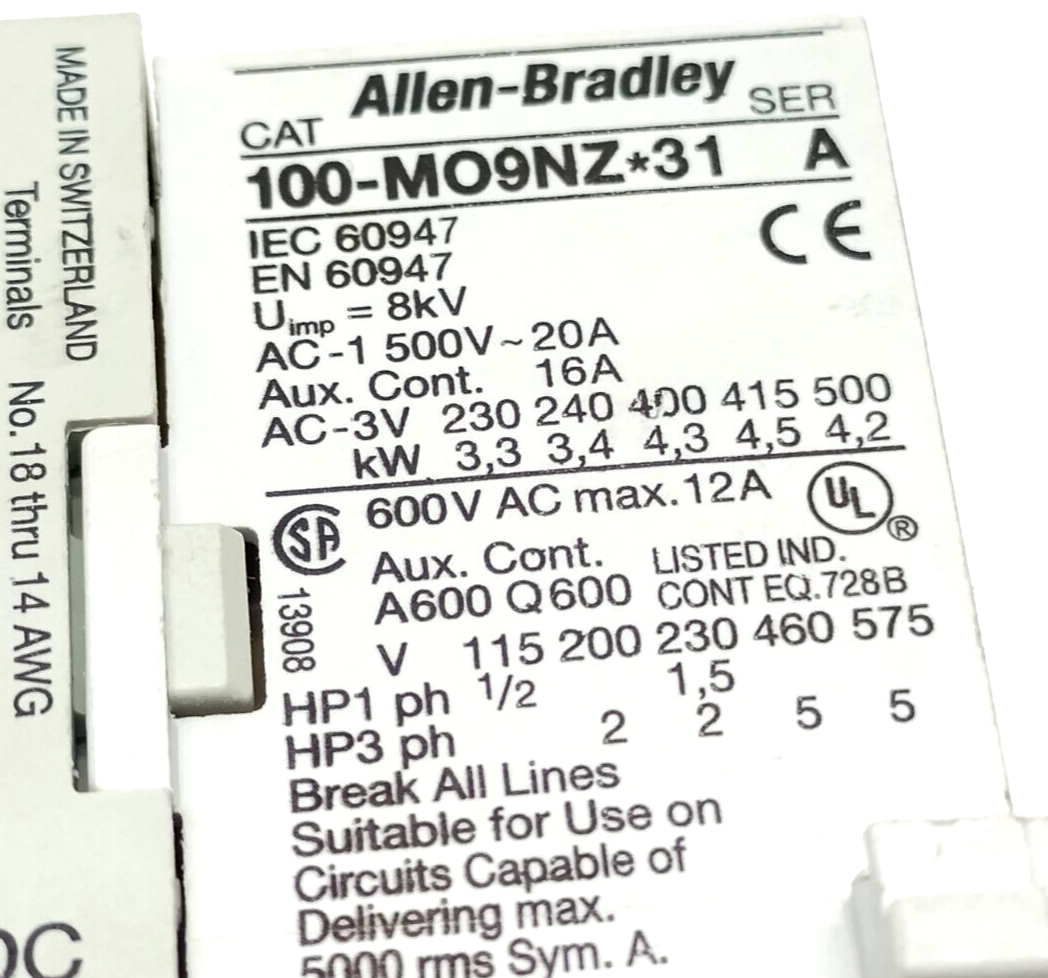 MADE IN SWITZERLAND
Terminals No.18 thru 14 AWG
Allen-Bradley
CAT SER
100-MO9NZ*31 A
IEC 60947 CE
EN 60947
Uimp = 8kV
AC-1 500V~20A
Aux. Cont. 16A
AC-3V 230 240 400 415 500
kW 3,3 3,4 4,3 4,5 4,2
SA 600V AC max.12A UL ®
Aux. Cont. LISTED IND.
A600 Q600 CONT EQ.728B
13908
V 115 200 230 460 575
HP1 ph 1/2 1,5
HP3 ph 2 2 5 5
Break All Lines
Suitable for Use on
Circuits Capable of
Delivering max.
5000 rms Sym. A.